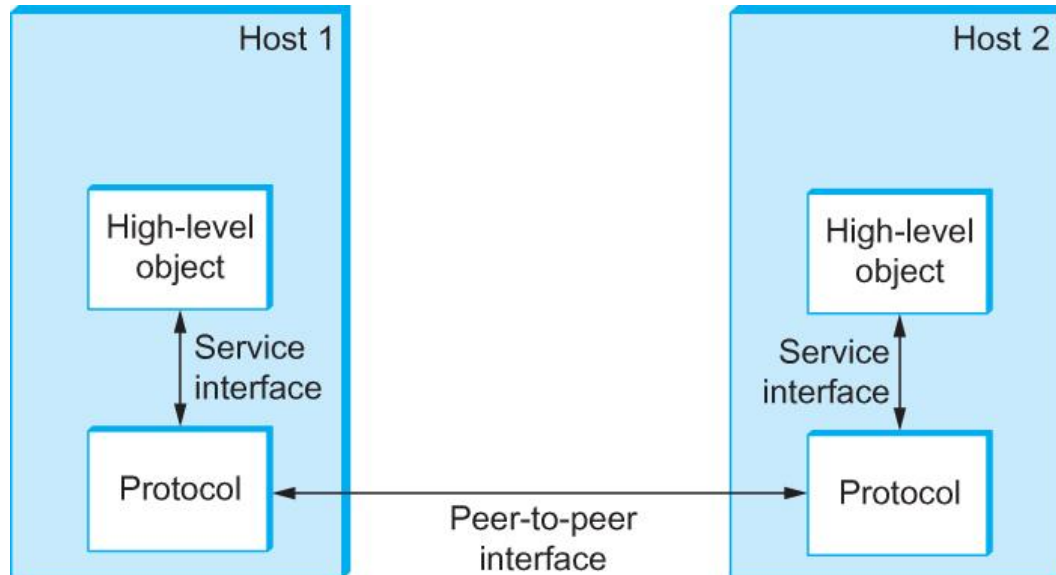 Host 1
Host 2
High-level
object
High-level
object
Service
interface
Service
interface
Protocol
Protocol
Peer-to-peer
interface